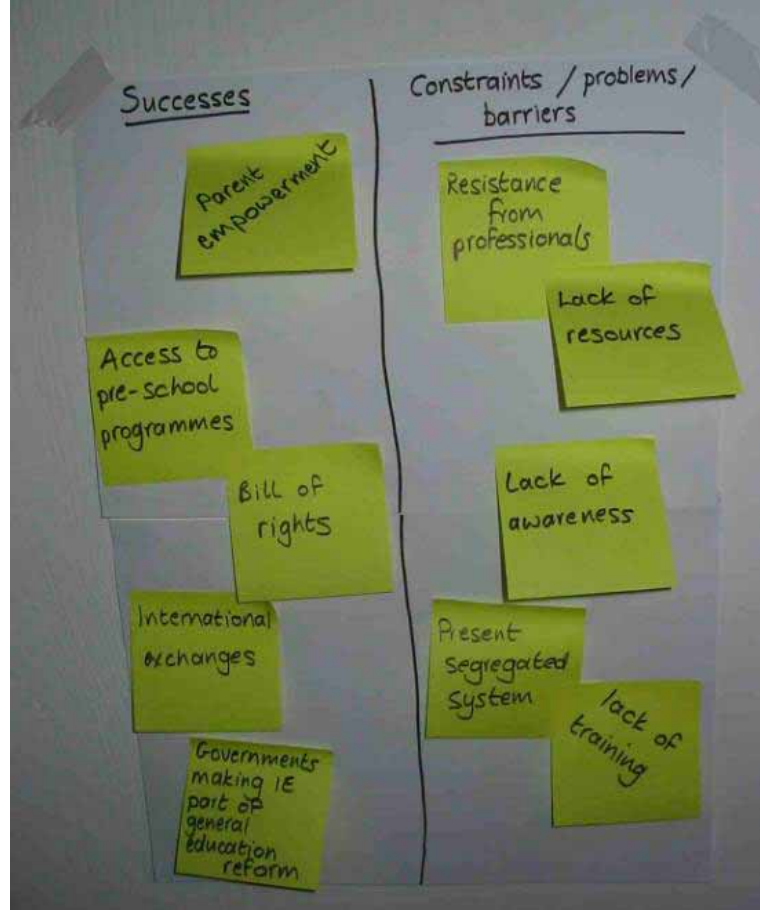 Successes
Parent
empowerment
Access to
pre-school
programmes
Bill of
rights
International
exchanges
Governments
making IE
part of
general
education
reform
Constraints / problems/
barriers
Resistance
from
professionals
Lack of
resources
Lack of
awareness
Present
segregated
system
lack of
training